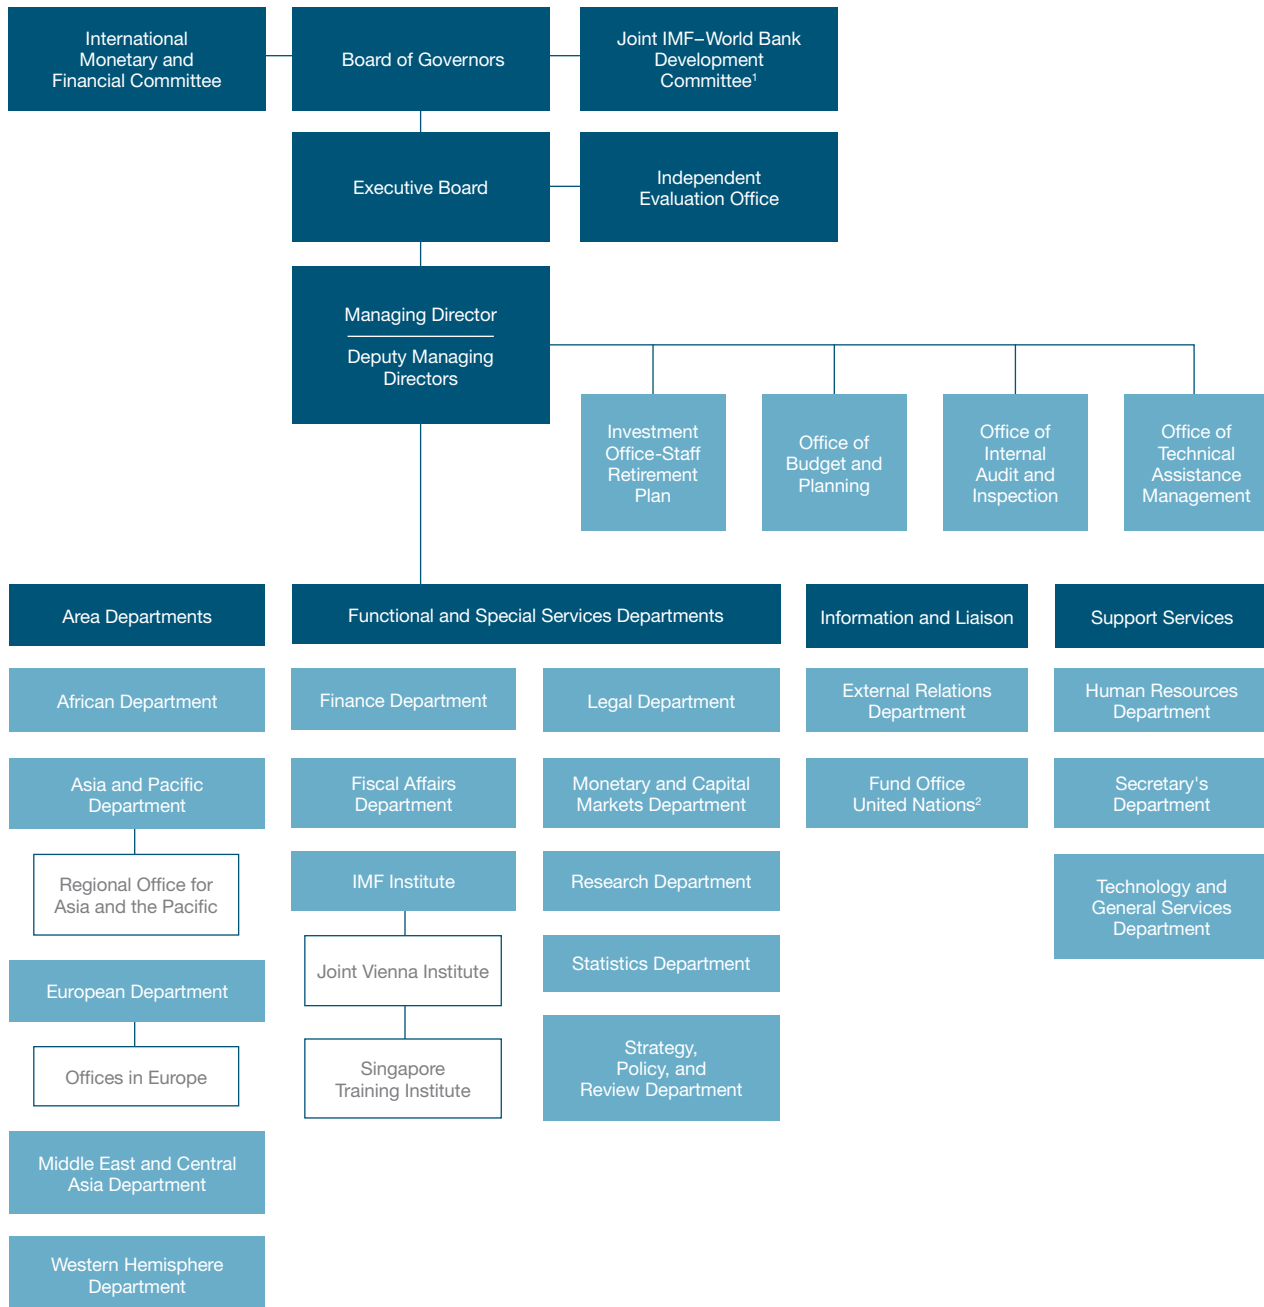 International
Monetary and
Financial Committee
Board of Governors
Joint IMF–World Bank
Development
Committee¹
Executive Board
Independent
Evaluation Office
Managing Director
Deputy Managing
Directors
Investment
Office-Staff
Retirement
Plan
Office of
Budget and
Planning
Office of
Internal
Audit and
Inspection
Office of
Technical
Assistance
Management
Area Departments
Functional and Special Services Departments
Information and Liaison
Support Services
African Department
Asia and Pacific
Department
Regional Office for
Asia and the Pacific
European Department
Offices in Europe
Middle East and Central
Asia Department
Western Hemisphere
Department
Finance Department
Fiscal Affairs
Department
IMF Institute
Joint Vienna Institute
Singapore
Training Institute
Legal Department
Monetary and Capital
Markets Department
Research Department
Statistics Department
Strategy,
Policy, and
Review Department
External Relations
Department
Fund Office
United Nations²
Human Resources
Department
Secretary's
Department
Technology and
General Services
Department